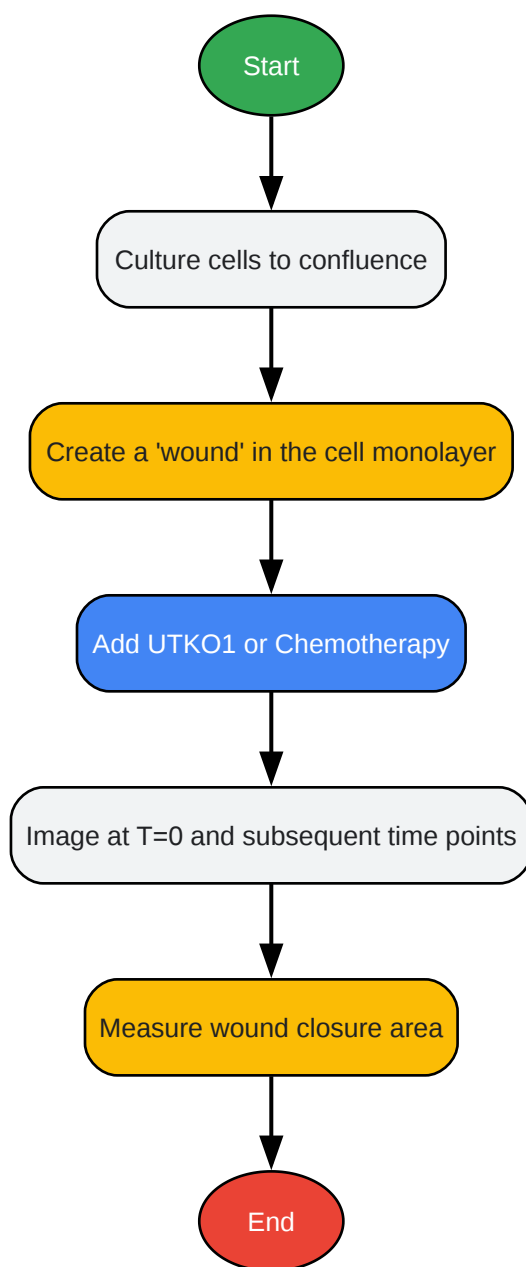 Start
Culture cells to confluence
Create a 'wound' in the cell monolayer
Add UTKO1 or Chemotherapy
Image at T=0 and subsequent time points
Measure wound closure area
End